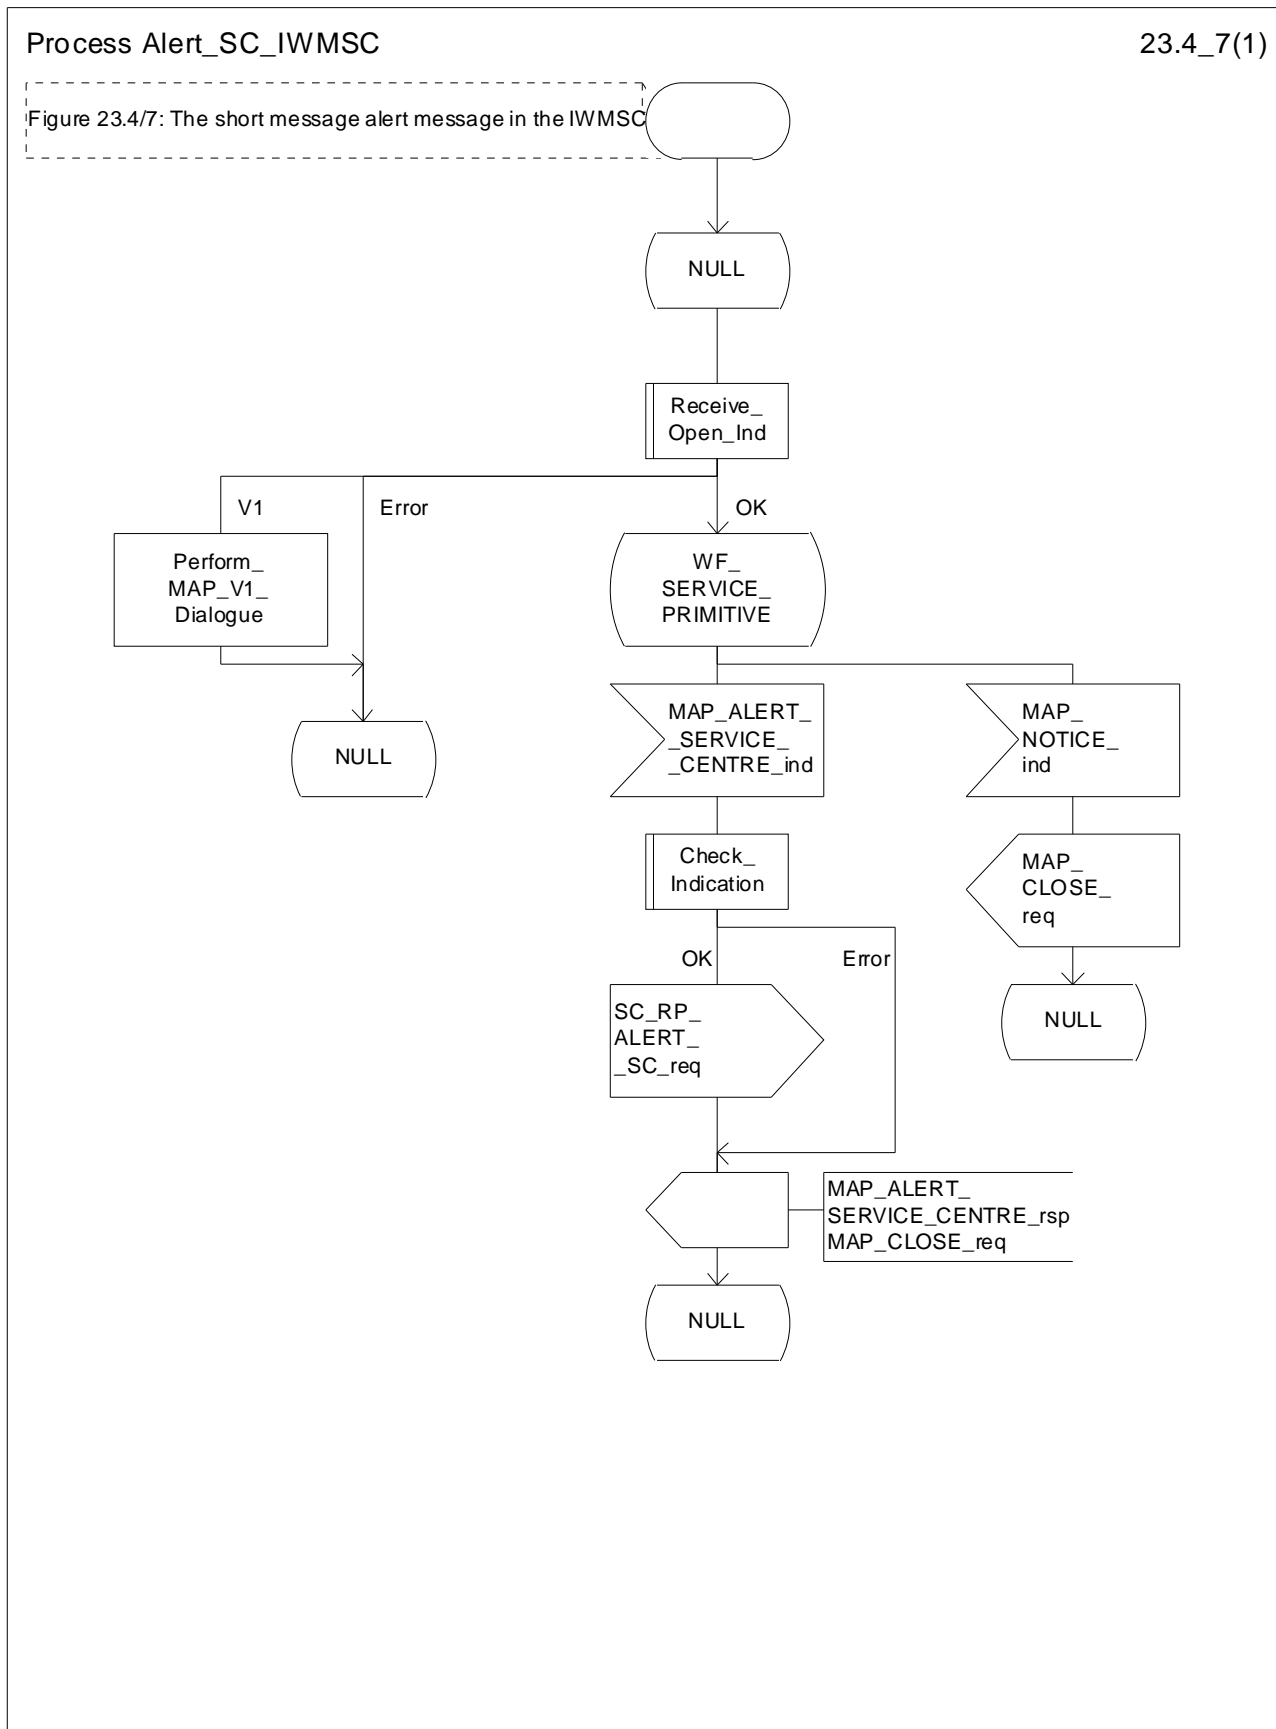 Process Alert_SC_IWMSC
23.4_7(1)
Figure 23.4/7: The short message alert message in the IWMSC
NULL
Receive_
Open_Ind
V1
Error
OK
Perform_
MAP_V1_
Dialogue
WF_
SERVICE_
PRIMITIVE
NULL
MAP_ALERT_
_SERVICE_
_CENTRE_ind
MAP_
NOTICE_
ind
Check_
Indication
MAP_
CLOSE_
req
OK
Error
SC_RP_
ALERT_
_SC_req
NULL
MAP_ALERT_
SERVICE_CENTRE_rsp
MAP_CLOSE_req
NULL